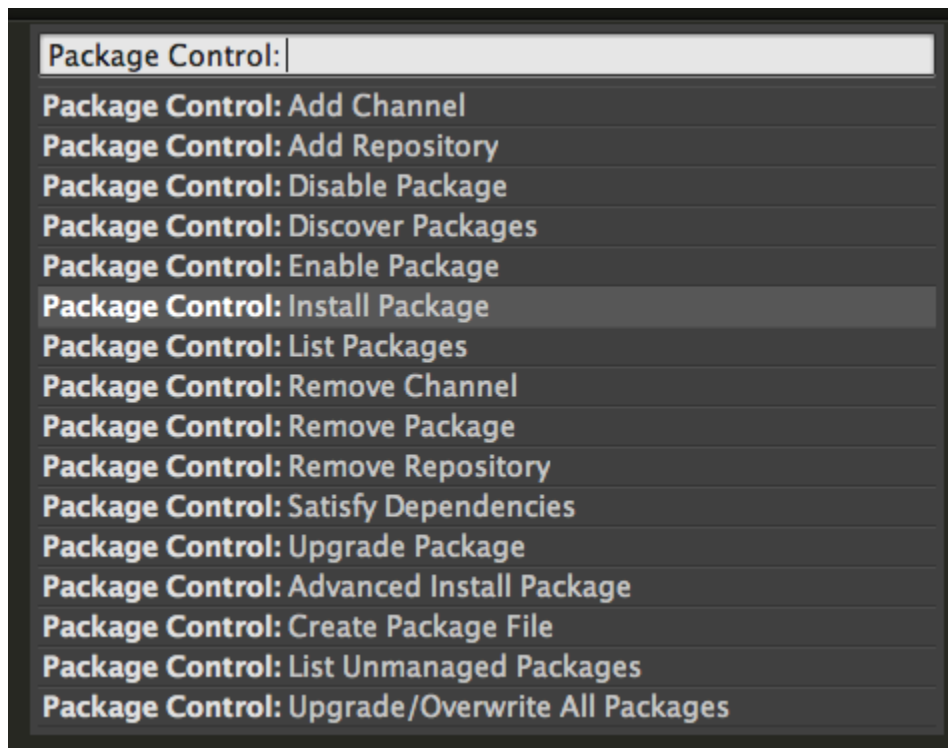 Package Control:
Package Control: Add Channel
Package Control: Add Repository
Package Control: Disable Package
Package Control: Discover Packages
Package Control: Enable Package
Package Control: Install Package
Package Control: List Packages
Package Control: Remove Channel
Package Control: Remove Package
Package Control: Remove Repository
Package Control: Satisfy Dependencies
Package Control: Upgrade Package
Package Control: Advanced Install Package
Package Control: Create Package File
Package Control: List Unmanaged Packages
Package Control: Upgrade/Overwrite All Packages